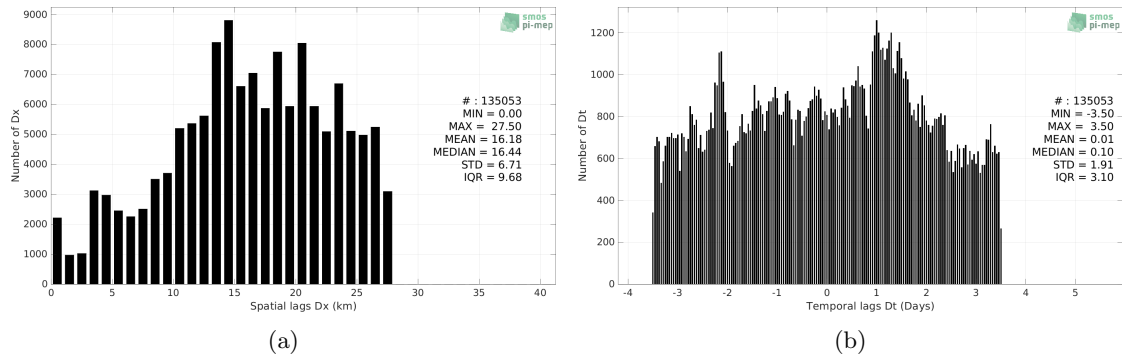 smos
pi-mep
9000
8000
7000
6000
5000
4000
3000
2000
1000
0
Number of Dx
# : 135053
MIN = 0.00
MAX = 27.50
MEAN = 16.18
MEDIAN = 16.44
STD = 6.71
IQR = 9.68
0 5 10 15 20 25 30 35 40
Spatial lags Dx (km)
(a)
smos
pi-mep
1200
1000
800
600
400
200
0
Number of Dt
# : 135053
MIN = -3.50
MAX = 3.50
MEAN = 0.01
MEDIAN = 0.10
STD = 1.91
IQR = 3.10
-4 -3 -2 -1 0 1 2 3 4 5
Temporal lags Dt (Days)
(b)